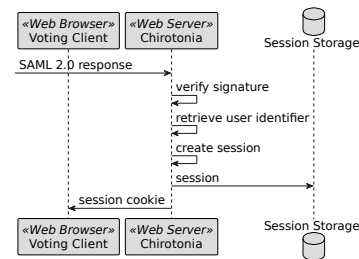 «Web Browser»
Voting Client
«Web Server»
Chirotonia
Session Storage
SAML 2.0 response
verify signature
retrieve user identifier
create session
session
session cookie
«Web Browser»
Voting Client
«Web Server»
Chirotonia
Session Storage